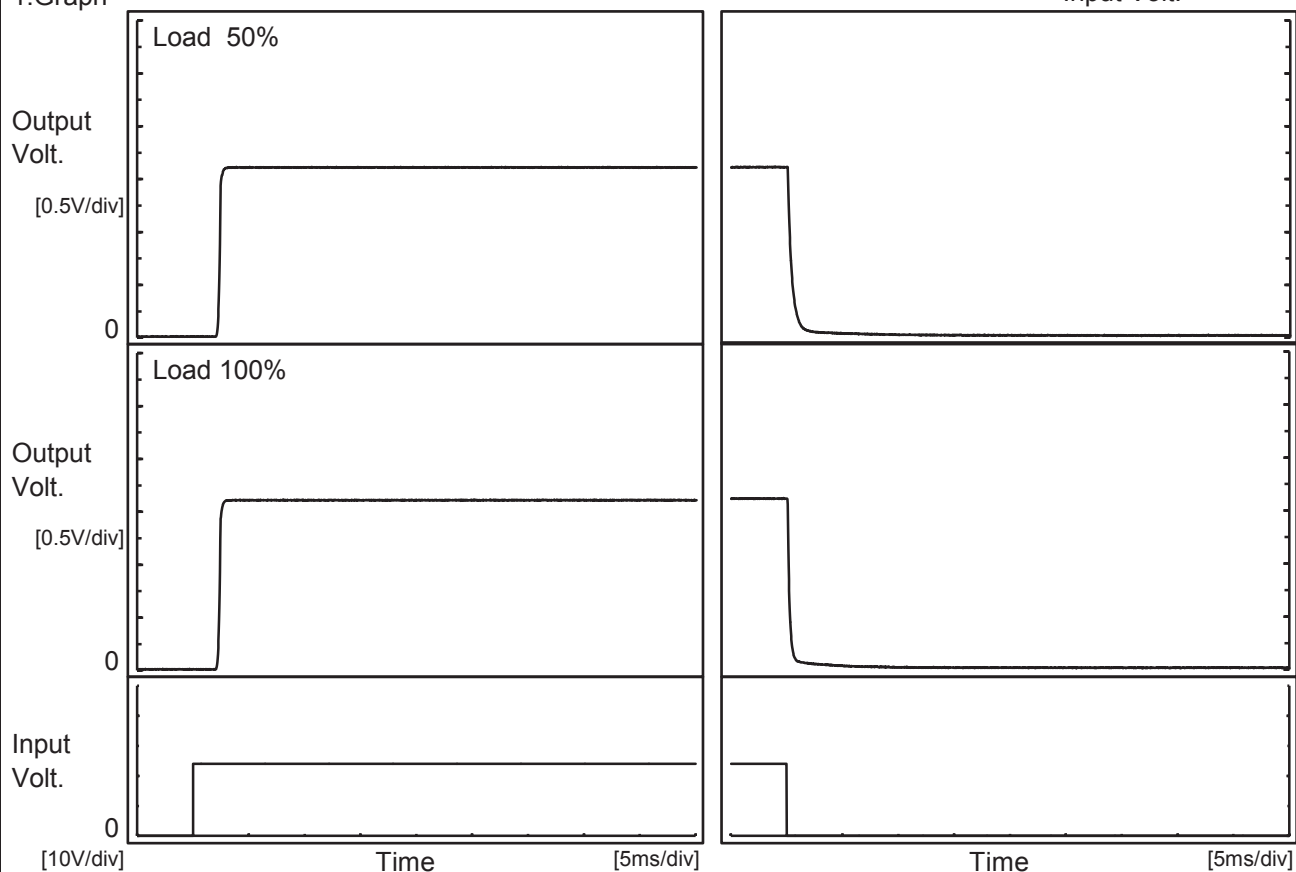 1.Graph
Input Volt.
Load 50%
Output
Volt.
[0.5V/div]
0
Load 100%
Output
Volt.
[0.5V/div]
0
Input
Volt.
0
[10V/div]
Time
[5ms/div]
Time
[5ms/div]